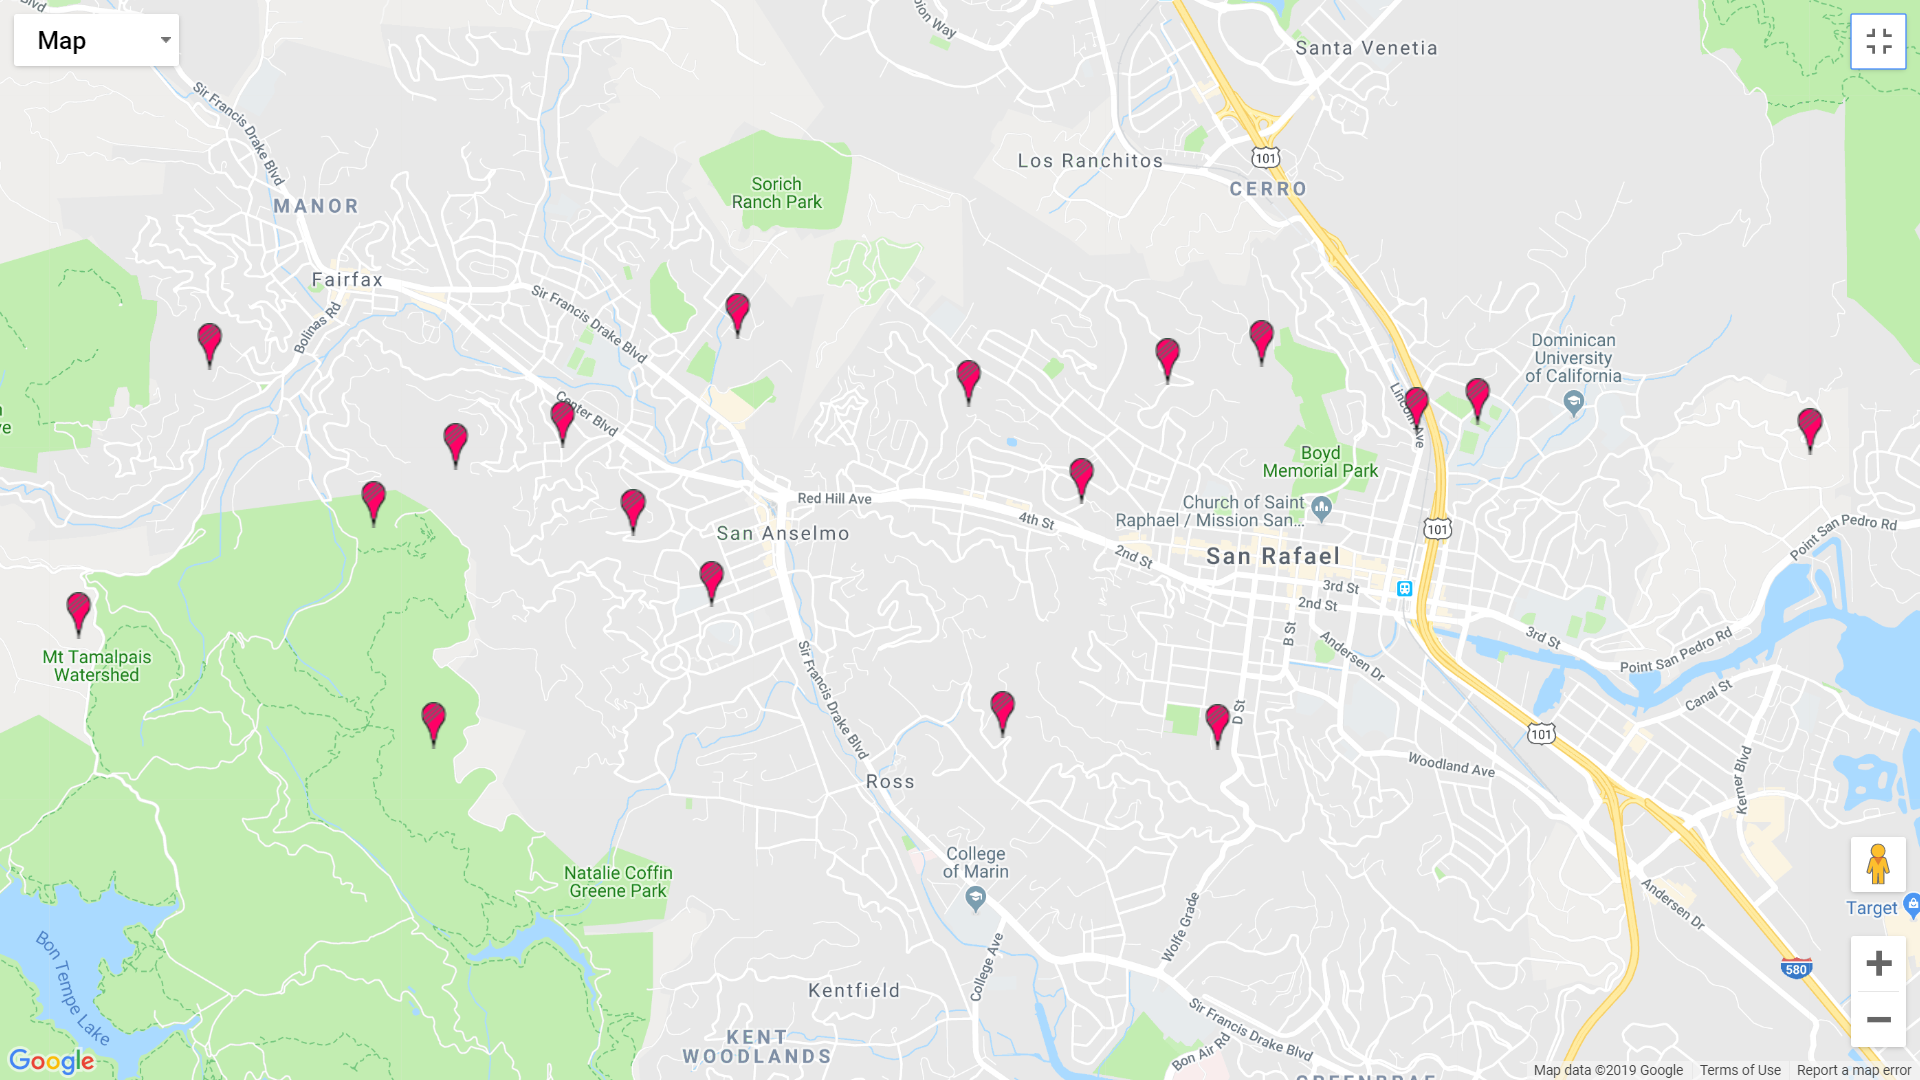 Map
Blvd
Sir Francis Drake Blvd
MANOR
Fairfax
Bolinas Rd
Sir Francis Drake Blvd
Center Blvd
Sorich
Ranch Park
Way
Los Ranchitos
Santa Venetia
101
CERRO
Dominican
University
of California
Lincoln Ave
Boyd
Memorial Park
Church of Saint
Raphael / Mission San...
Red Hill Ave
4th St
2nd St
San Anselmo
San Rafael
101
3rd St
2nd St
B St
Andersen Dr
3rd St
Point San Pedro Rd
Point San Pedro Rd
Canal St
Mt Tamalpais
Watershed
Sir Francis Drake Blvd
D St
101
Woodland Ave
Kerner Blvd
Ross
College
of Marin
Natalie Coffin
Greene Park
Wolfe Grade
Andersen Dr
Target
Bon Tempe Lake
College Ave
580
Kentfield
KENT
WOODLANDS
Sir Francis Drake Blvd
Bon Air Rd
GREENBRAE
Google
Map data ©2019 Google
Terms of Use
Report a map error